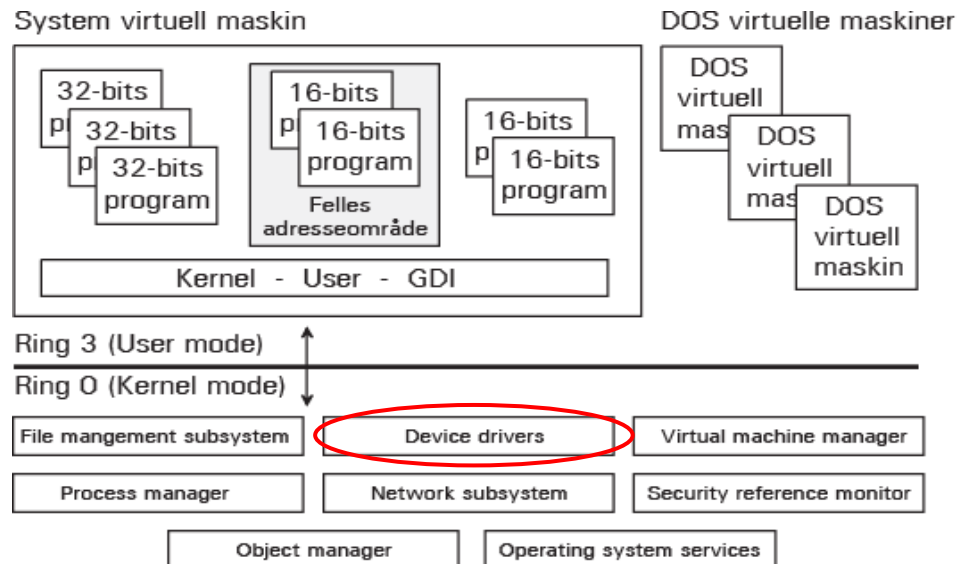 System virtuell maskin
DOS virtuelle maskiner
32-bits
pr
32-bits
p
32-bits
program
16-bits
p
16-bits
program
Felles
adresseområde
16-bits
p
16-bits
program
Kernel - User - GDI
DOS
virtuell
mas
DOS
virtuell
mas
DOS
virtuell
maskin
Ring 3 (User mode)
Ring 0 (Kernel mode)
File mangement subsystem
Device drivers
Virtual machine manager
Process manager
Network subsystem
Security reference monitor
Object manager
Operating system services